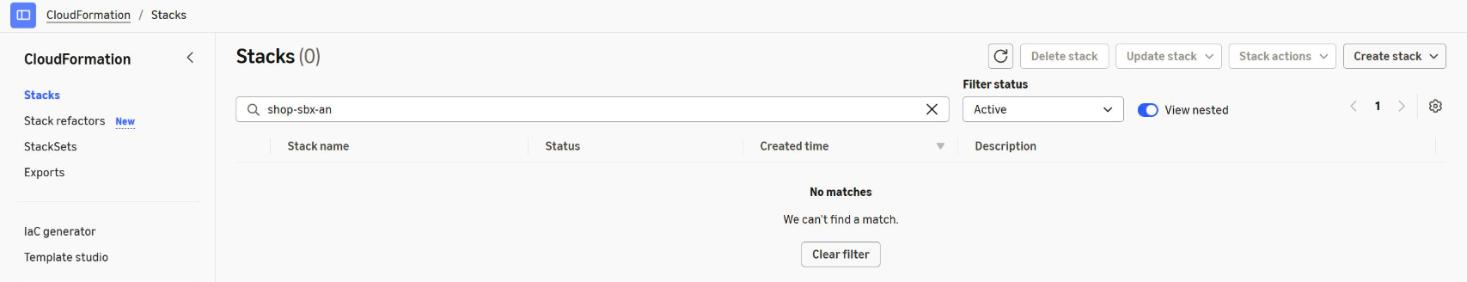 CloudFormation / Stacks
CloudFormation
Stacks
Stack refactors New
StackSets
Exports
IaC generator
Template studio
Stacks (0)
Delete stack Update stack Stack actions Create stack
Filter status
shop-sbx-an Active View nested 1
Stack name Status Created time Description
No matches
We can't find a match.
Clear filter